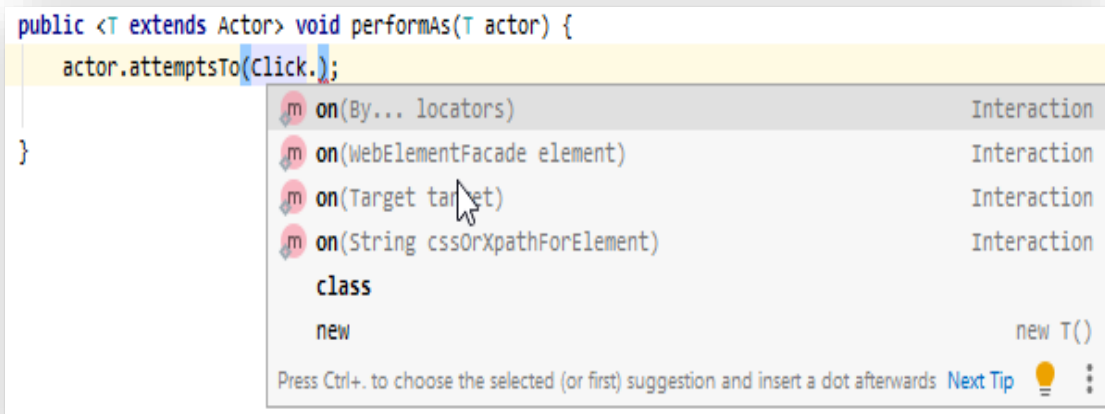 public <T extends Actor> void performAs(T actor) {
actor.attemptsTo(Click.);
m on(By... locators) Interaction
m on(WebElementFacade element) Interaction
m on(Target target) Interaction
m on(String cssOrXpathForElement) Interaction
class
new new T()
Press Ctrl+. to choose the selected (or first) suggestion and insert a dot afterwards Next Tip
}